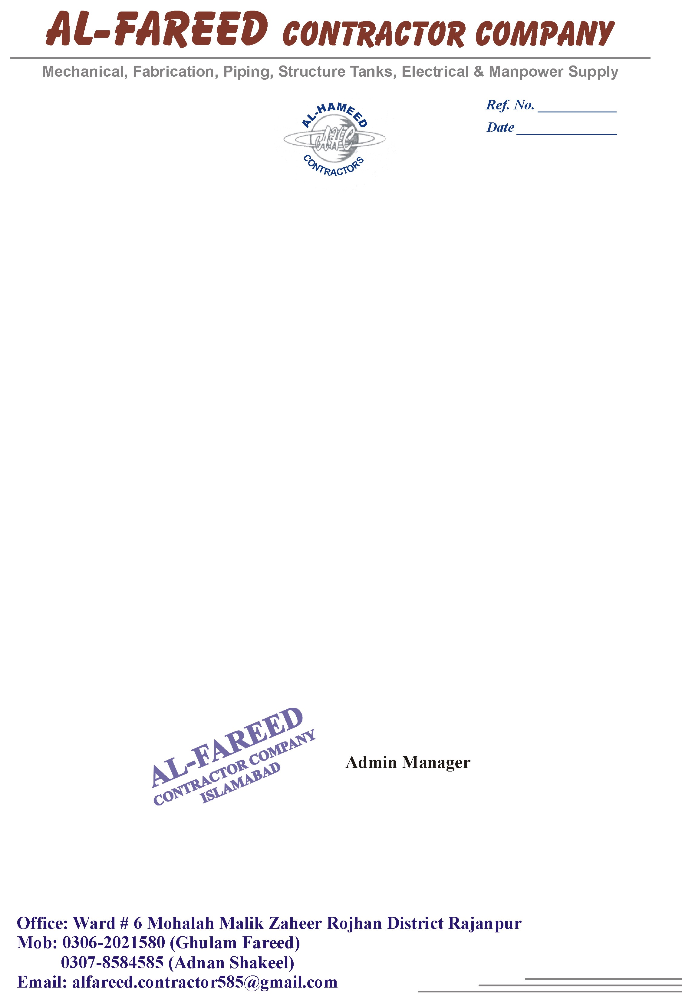 AL-FAREED CONTRACTOR COMPANY
Mechanical, Fabrication, Piping, Structure Tanks, Electrical & Manpower Supply
Ref. No.
Date
AL-HAMEED
AHC
CONTRACTORS
AL-FAREED
CONTRACTOR COMPANY
ISLAMABAD
Admin Manager
Office: Ward # 6 Mohalah Malik Zaheer Rojhan District Rajanpur
Mob: 0306-2021580 (Ghulam Fareed)
0307-8584585 (Adnan Shakeel)
Email: alfareed.contractor585@gmail.com